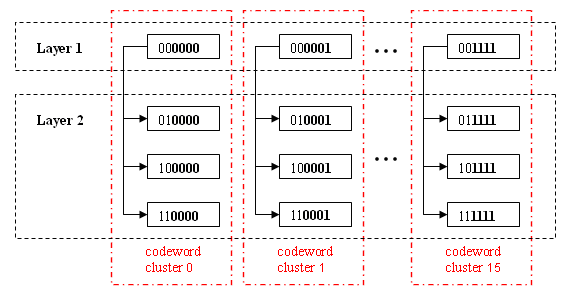 Layer 1 000000 000001 ... 001111
Layer 2 010000 010001 011111
100000 100001 ... 101111
110000 110001 111111
codeword codeword codeword
cluster 0 cluster 1 cluster 15